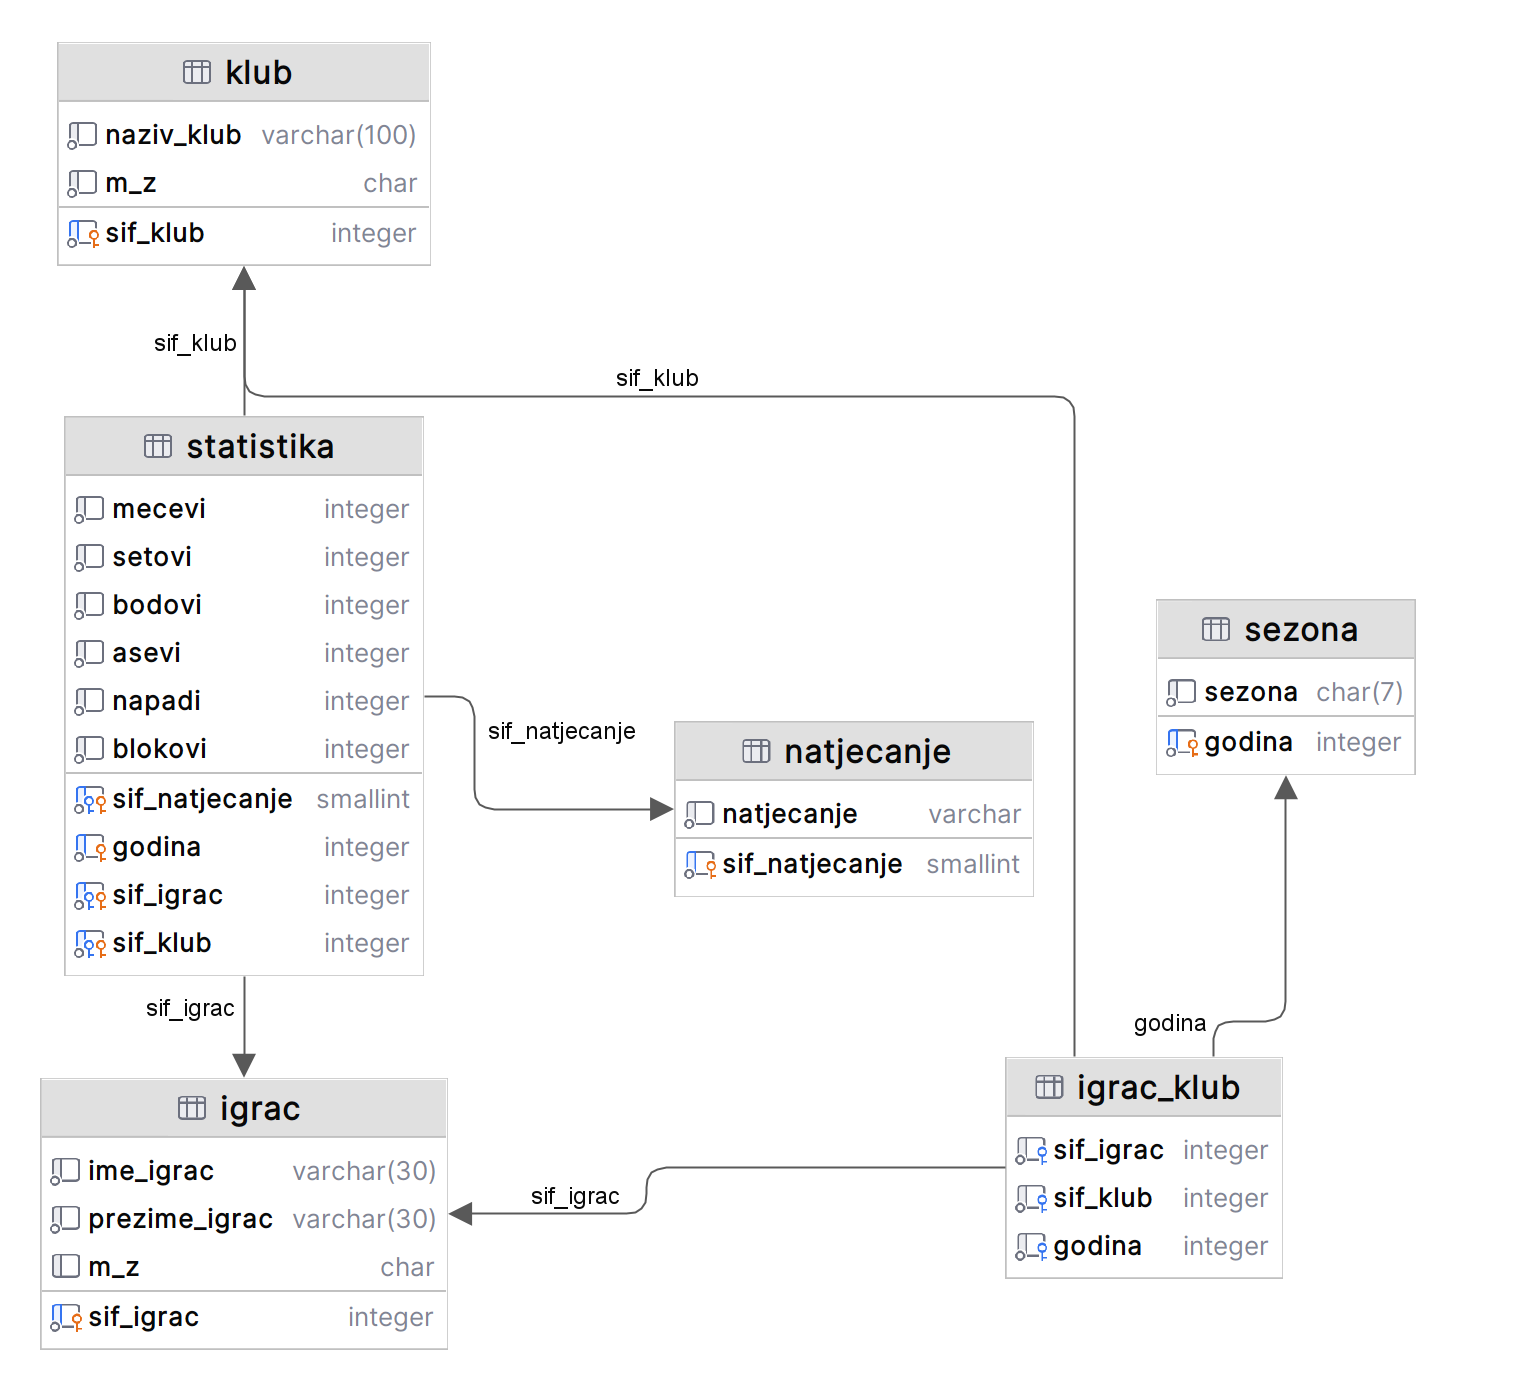 klub
naziv_klub varchar(100)
m_z char
sif_klub integer
sif_klub
sif_klub
statistika
mecevi integer
setovi integer
bodovi integer
asevi integer
napadi integer
blokovi integer
sif_natjecanje smallint
godina integer
sif_igrac integer
sif_klub integer
sif_natjecanje
natjecanje
natjecanje varchar
sif_natjecanje smallint
sezona
sezona char(7)
godina integer
sif_igrac
godina
igrac
ime_igrac varchar(30)
prezime_igrac varchar(30)
m_z char
sif_igrac integer
sif_igrac
igrac_klub
sif_igrac integer
sif_klub integer
godina integer